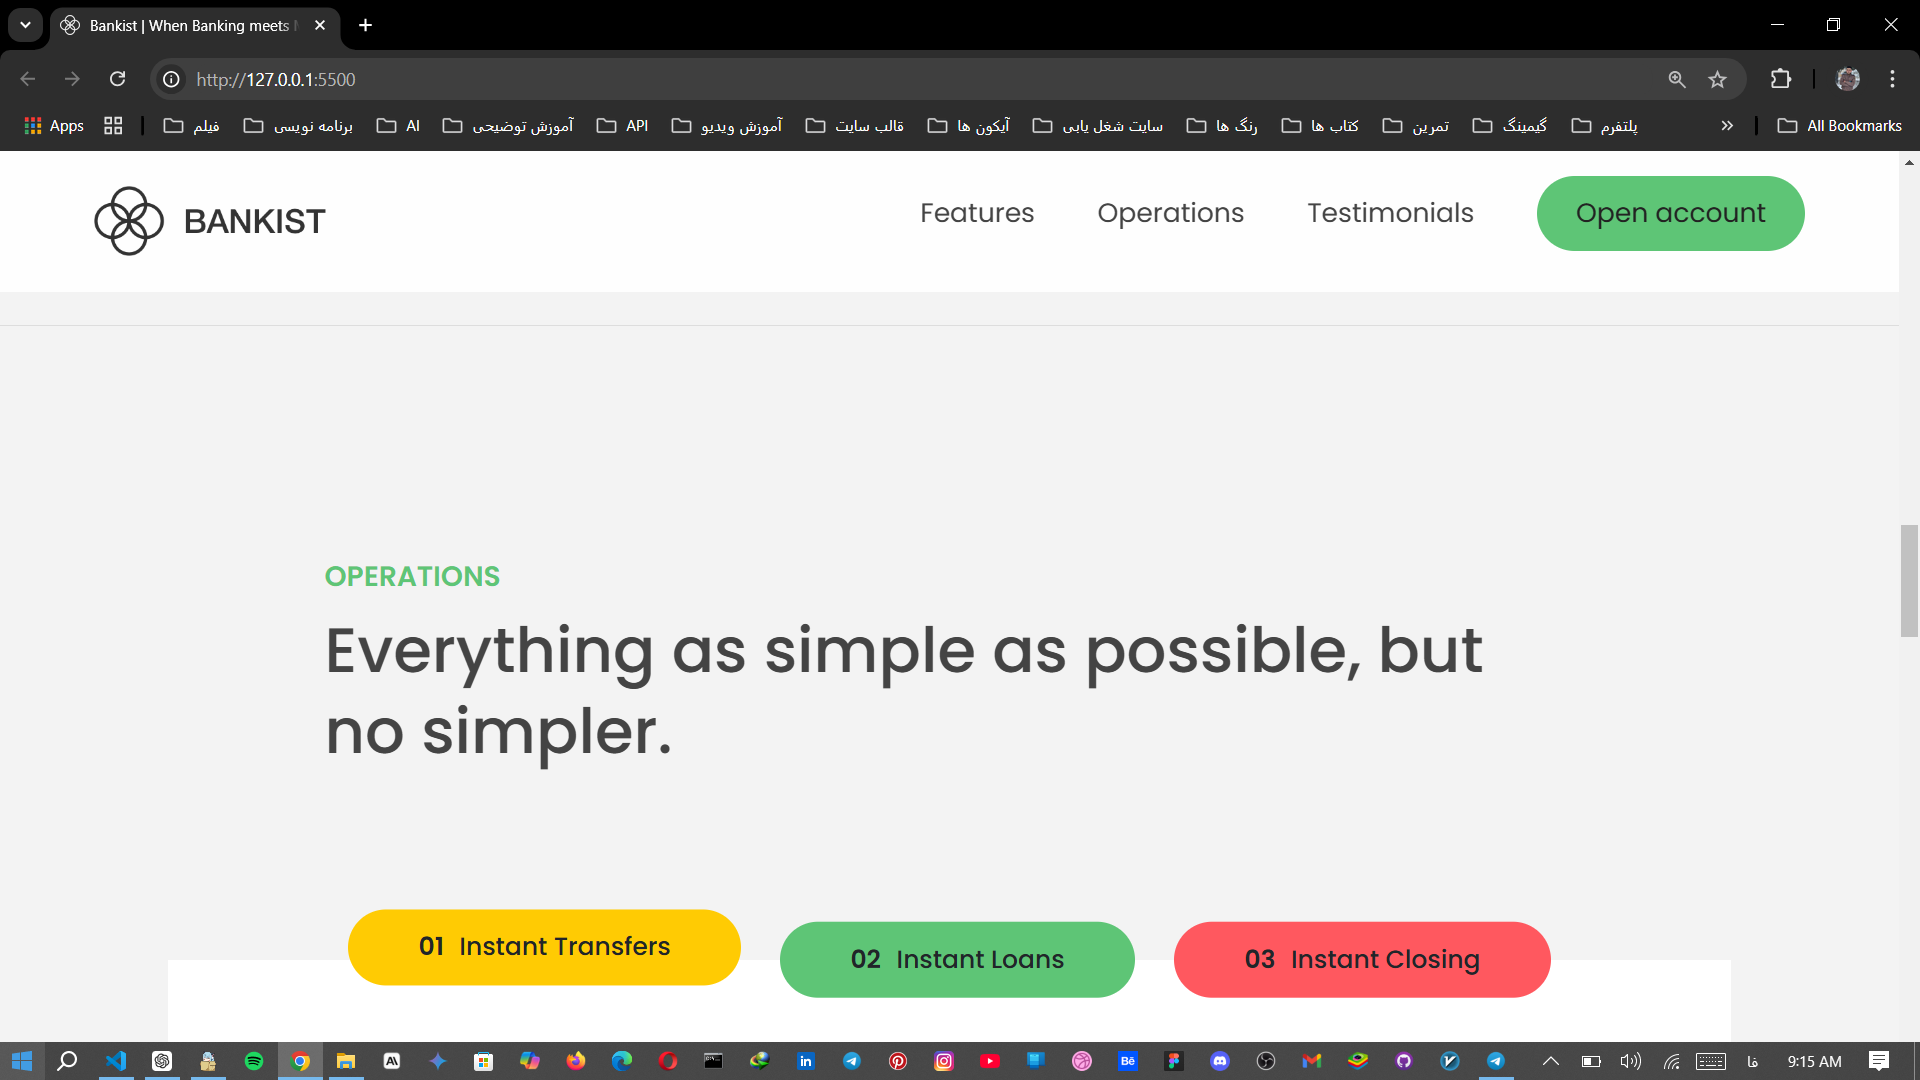 Bankist | When Banking meets
http://127.0.0.1:5500
Apps
فیلم
برنامه نویسی
AI
آموزش توضیحی
API
آموزش ویدیو
قالب سایت
آیکون ها
سایت شغل یابی
رنگ ها
کتاب ها
تمرین
گیمینگ
پلتفرم
All Bookmarks
BANKIST
Features
Operations
Testimonials
Open account
OPERATIONS
Everything as simple as possible, but
no simpler.
01 Instant Transfers
02 Instant Loans
03 Instant Closing
فا
9:15 AM